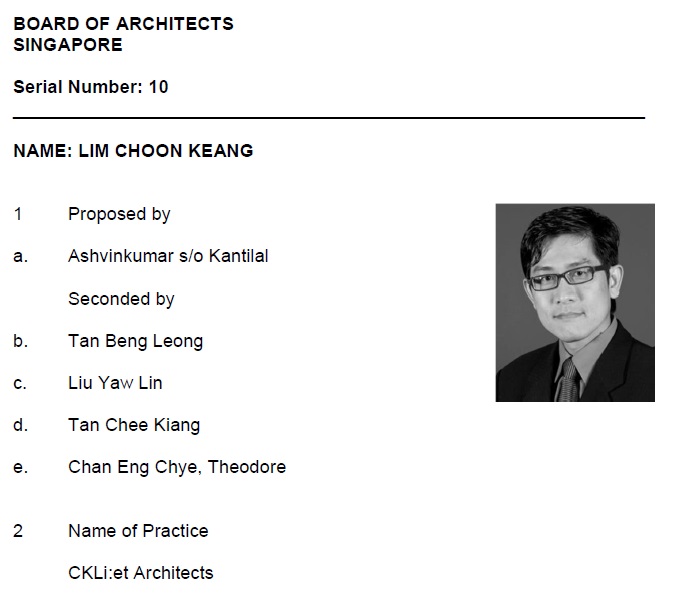 BOARD OF ARCHITECTS
SINGAPORE
Serial Number: 10
NAME: LIM CHOON KEANG
1 Proposed by
a. Ashvinkumar s/o Kantilal
Seconded by
b. Tan Beng Leong
c. Liu Yaw Lin
d. Tan Chee Kiang
e. Chan Eng Chye, Theodore
2 Name of Practice
CKLi:et Architects